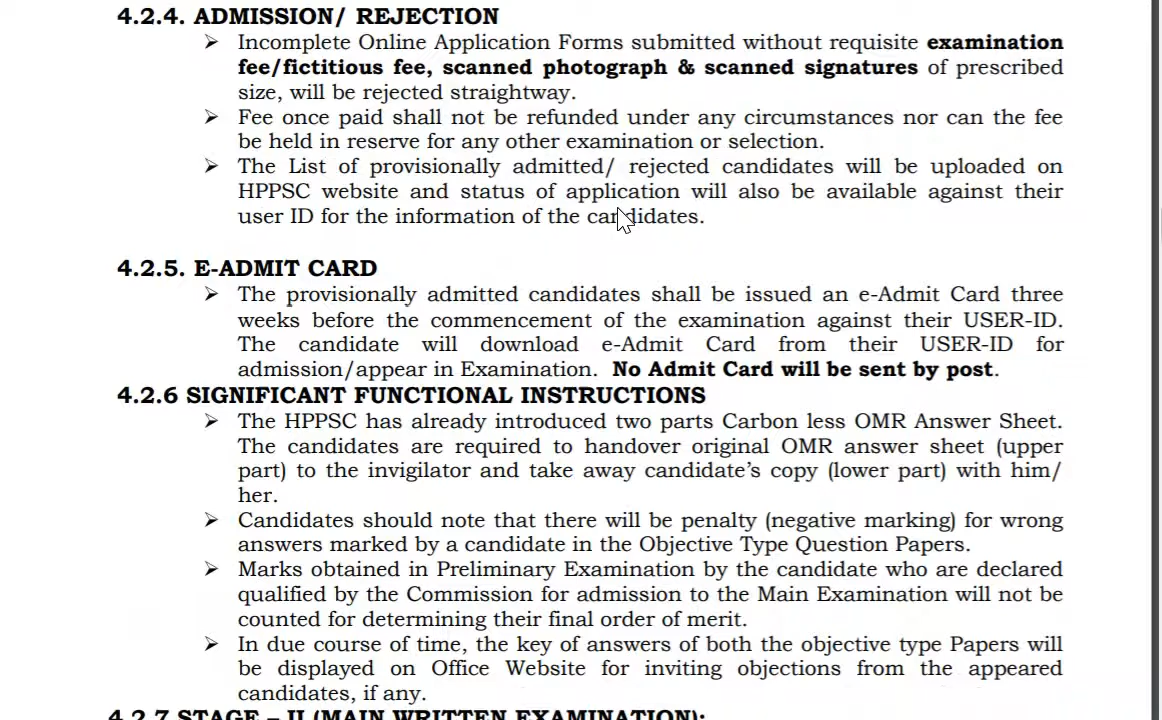 4.2.4. ADMISSION/ REJECTION
➢ Incomplete Online Application Forms submitted without requisite examination
fee/fictitious fee, scanned photograph & scanned signatures of prescribed
size, will be rejected straightway.
➢ Fee once paid shall not be refunded under any circumstances nor can the fee
be held in reserve for any other examination or selection.
➢ The List of provisionally admitted/ rejected candidates will be uploaded on
HPPSC website and status of application will also be available against their
user ID for the information of the candidates.
4.2.5. E-ADMIT CARD
➢ The provisionally admitted candidates shall be issued an e-Admit Card three
weeks before the commencement of the examination against their USER-ID.
The candidate will download e-Admit Card from their USER-ID for
admission/appear in Examination. No Admit Card will be sent by post.
4.2.6 SIGNIFICANT FUNCTIONAL INSTRUCTIONS
➢ The HPPSC has already introduced two parts Carbon less OMR Answer Sheet.
The candidates are required to handover original OMR answer sheet (upper
part) to the invigilator and take away candidate's copy (lower part) with him/
her.
➢ Candidates should note that there will be penalty (negative marking) for wrong
answers marked by a candidate in the Objective Type Question Papers.
➢ Marks obtained in Preliminary Examination by the candidate who are declared
qualified by the Commission for admission to the Main Examination will not be
counted for determining their final order of merit.
➢ In due course of time, the key of answers of both the objective type Papers will
be displayed on Office Website for inviting objections from the appeared
candidates, if any.
4.2.7 STAGE – II (MAIN WRITTEN EXAMINATION):